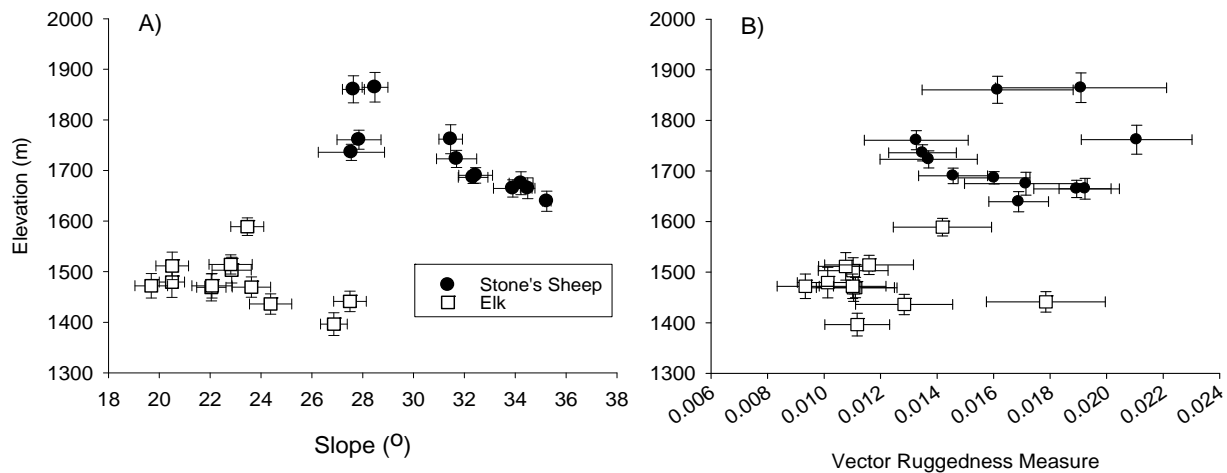 A)
2000
1900
1800
1700
1600
1500
1400
1300
Elevation (m)
18 20 22 24 26 28 30 32 34 36 38
Slope (º)
Stone's Sheep
Elk
B)
2000
1900
1800
1700
1600
1500
1400
1300
0.006 0.008 0.010 0.012 0.014 0.016 0.018 0.020 0.022 0.024
Vector Ruggedness Measure